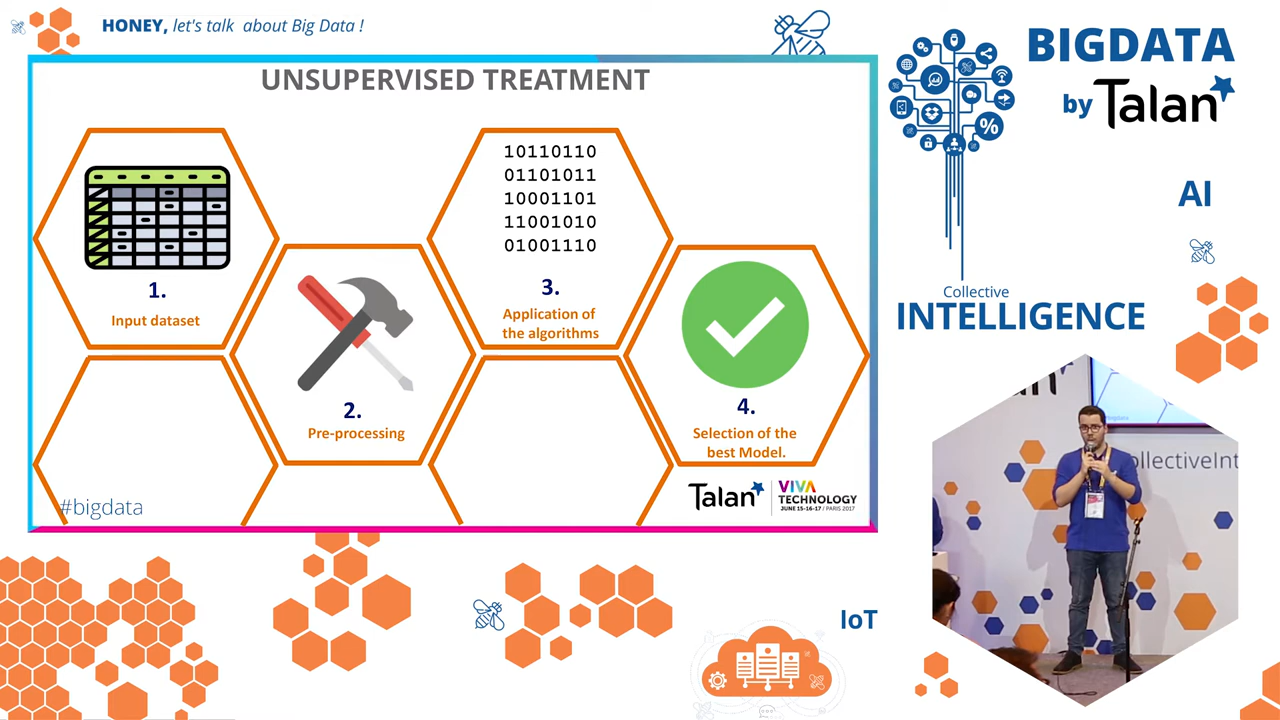 HONEY, let's talk about Big Data !
UNSUPERVISED TREATMENT
10110110
01101011
10001101
11001010
01001110
1.
Input dataset
2.
Pre-processing
3.
Application of
the algorithms
4.
Selection of the
best Model.
#bigdata
Talan
VIVA
TECHNOLOGY
JUNE 15-16-17 / PARIS 2017
BIGDATA
by Talan
%
AI
Collective
INTELLIGENCE
ollectiveInt
IoT